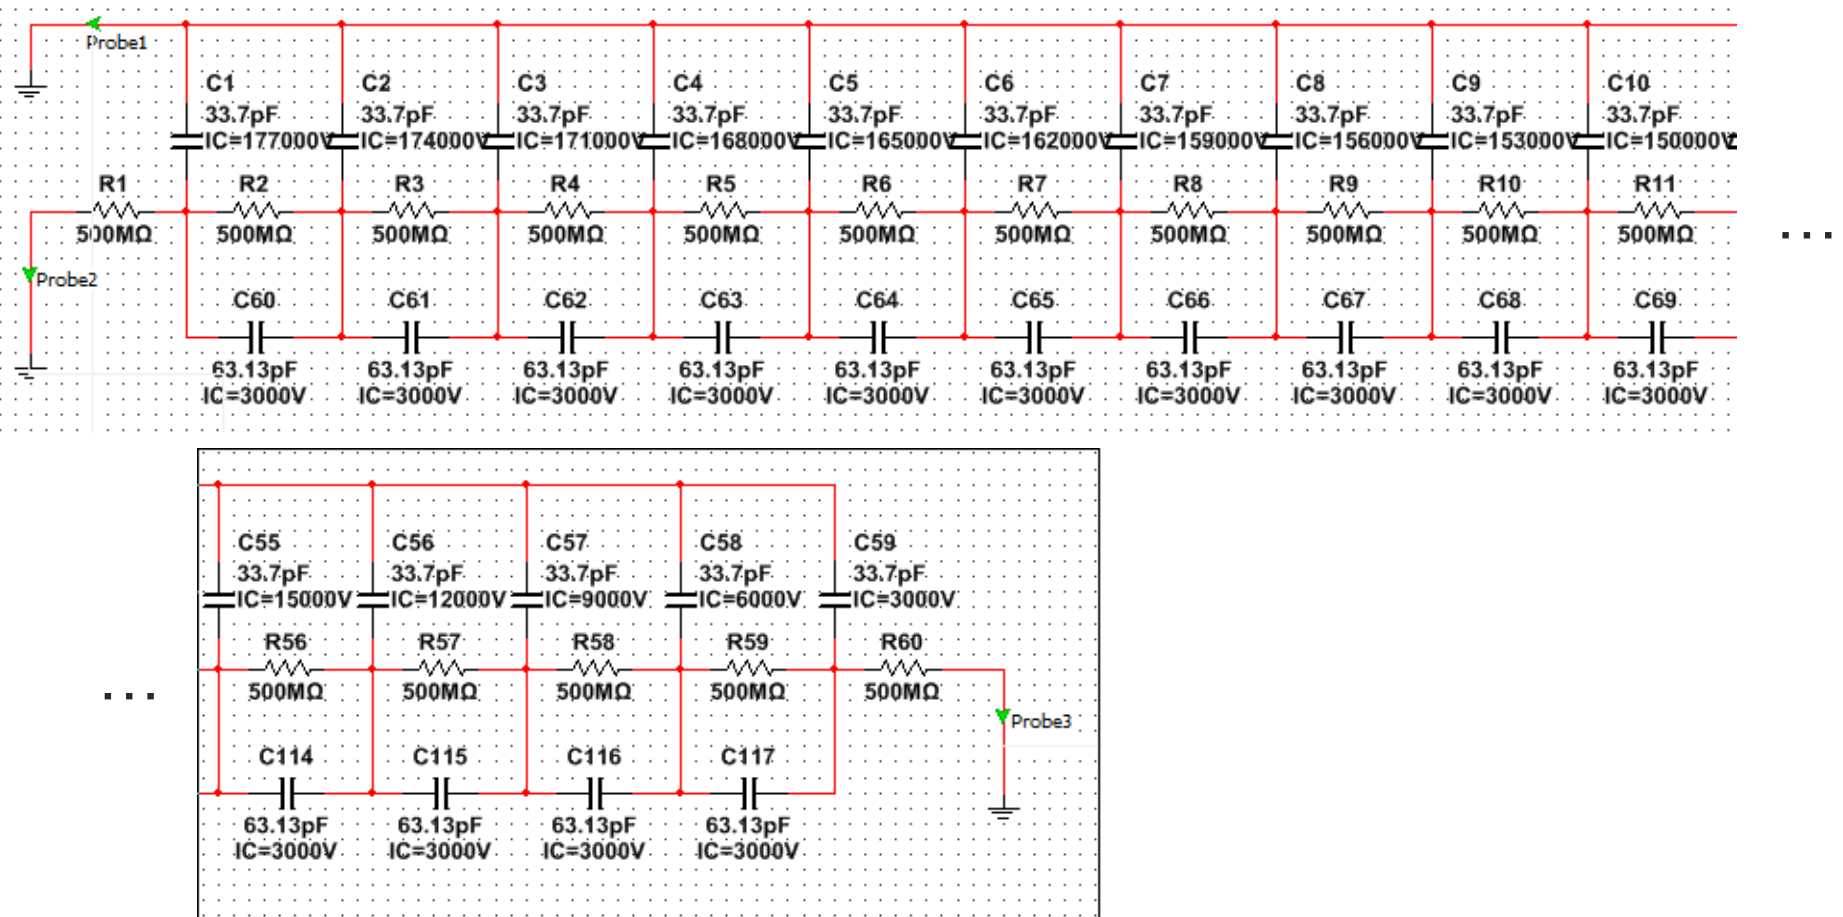 Probe1
C1 C2 C3 C4 C5 C6 C7 C8 C9 C10
33.7pF 33.7pF 33.7pF 33.7pF 33.7pF 33.7pF 33.7pF 33.7pF 33.7pF 33.7pF
IC=177000V IC=174000V IC=171000V IC=168000V IC=165000V IC=162000V IC=159000V IC=156000V IC=153000V IC=150000V
R1 R2 R3 R4 R5 R6 R7 R8 R9 R10 R11
500MΩ 500MΩ 500MΩ 500MΩ 500MΩ 500MΩ 500MΩ 500MΩ 500MΩ 500MΩ 500MΩ
...
Probe2
C60 C61 C62 C63 C64 C65 C66 C67 C68 C69
63.13pF 63.13pF 63.13pF 63.13pF 63.13pF 63.13pF 63.13pF 63.13pF 63.13pF 63.13pF
IC=3000V IC=3000V IC=3000V IC=3000V IC=3000V IC=3000V IC=3000V IC=3000V IC=3000V IC=3000V
C55 C56 C57 C58 C59
33.7pF 33.7pF 33.7pF 33.7pF 33.7pF
IC=15000V IC=12000V IC=9000V IC=6000V IC=3000V
R56 R57 R58 R59 R60
... 500MΩ 500MΩ 500MΩ 500MΩ 500MΩ
Probe3
C114 C115 C116 C117
63.13pF 63.13pF 63.13pF 63.13pF
IC=3000V IC=3000V IC=3000V IC=3000V